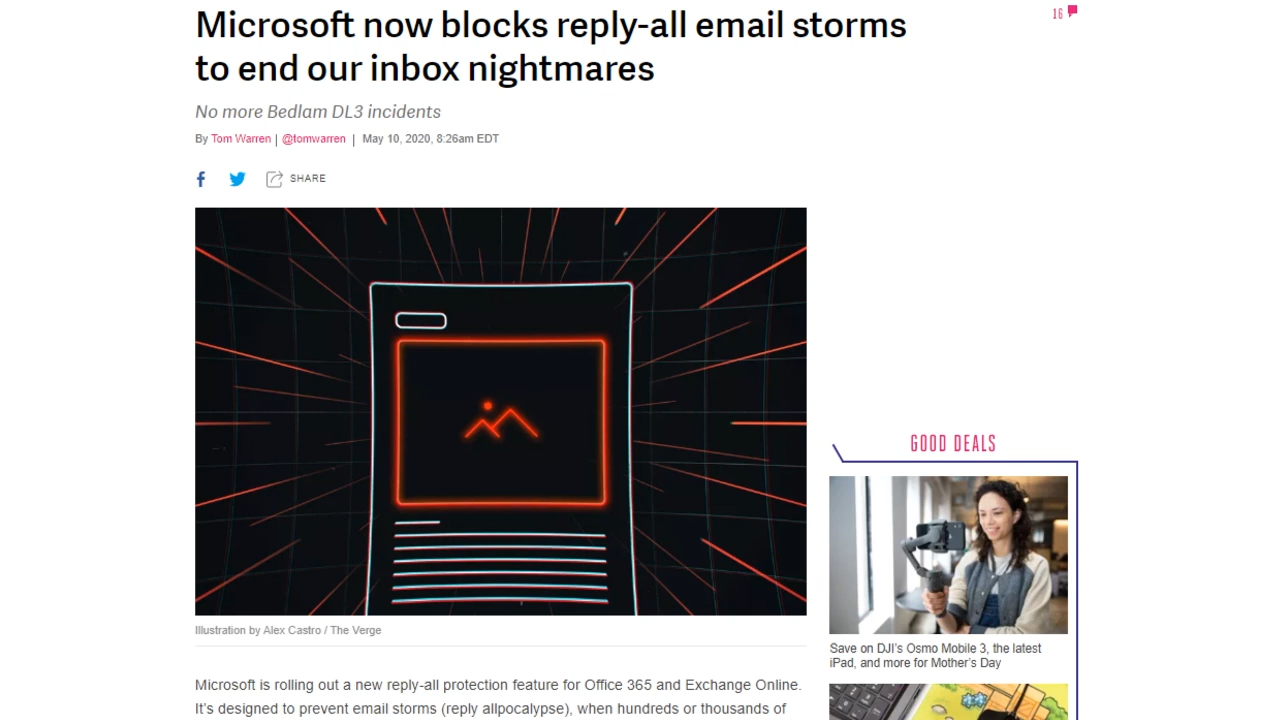 Microsoft now blocks reply-all email storms
to end our inbox nightmares
16
No more Bedlam DL3 incidents
By Tom Warren | @tomwarren | May 10, 2020, 8:26am EDT
SHARE
Illustration by Alex Castro / The Verge
Microsoft is rolling out a new reply-all protection feature for Office 365 and Exchange Online.
It’s designed to prevent email storms (reply allpocalypse), when hundreds or thousands of
GOOD DEALS
Save on DJI’s Osmo Mobile 3, the latest
iPad, and more for Mother’s Day